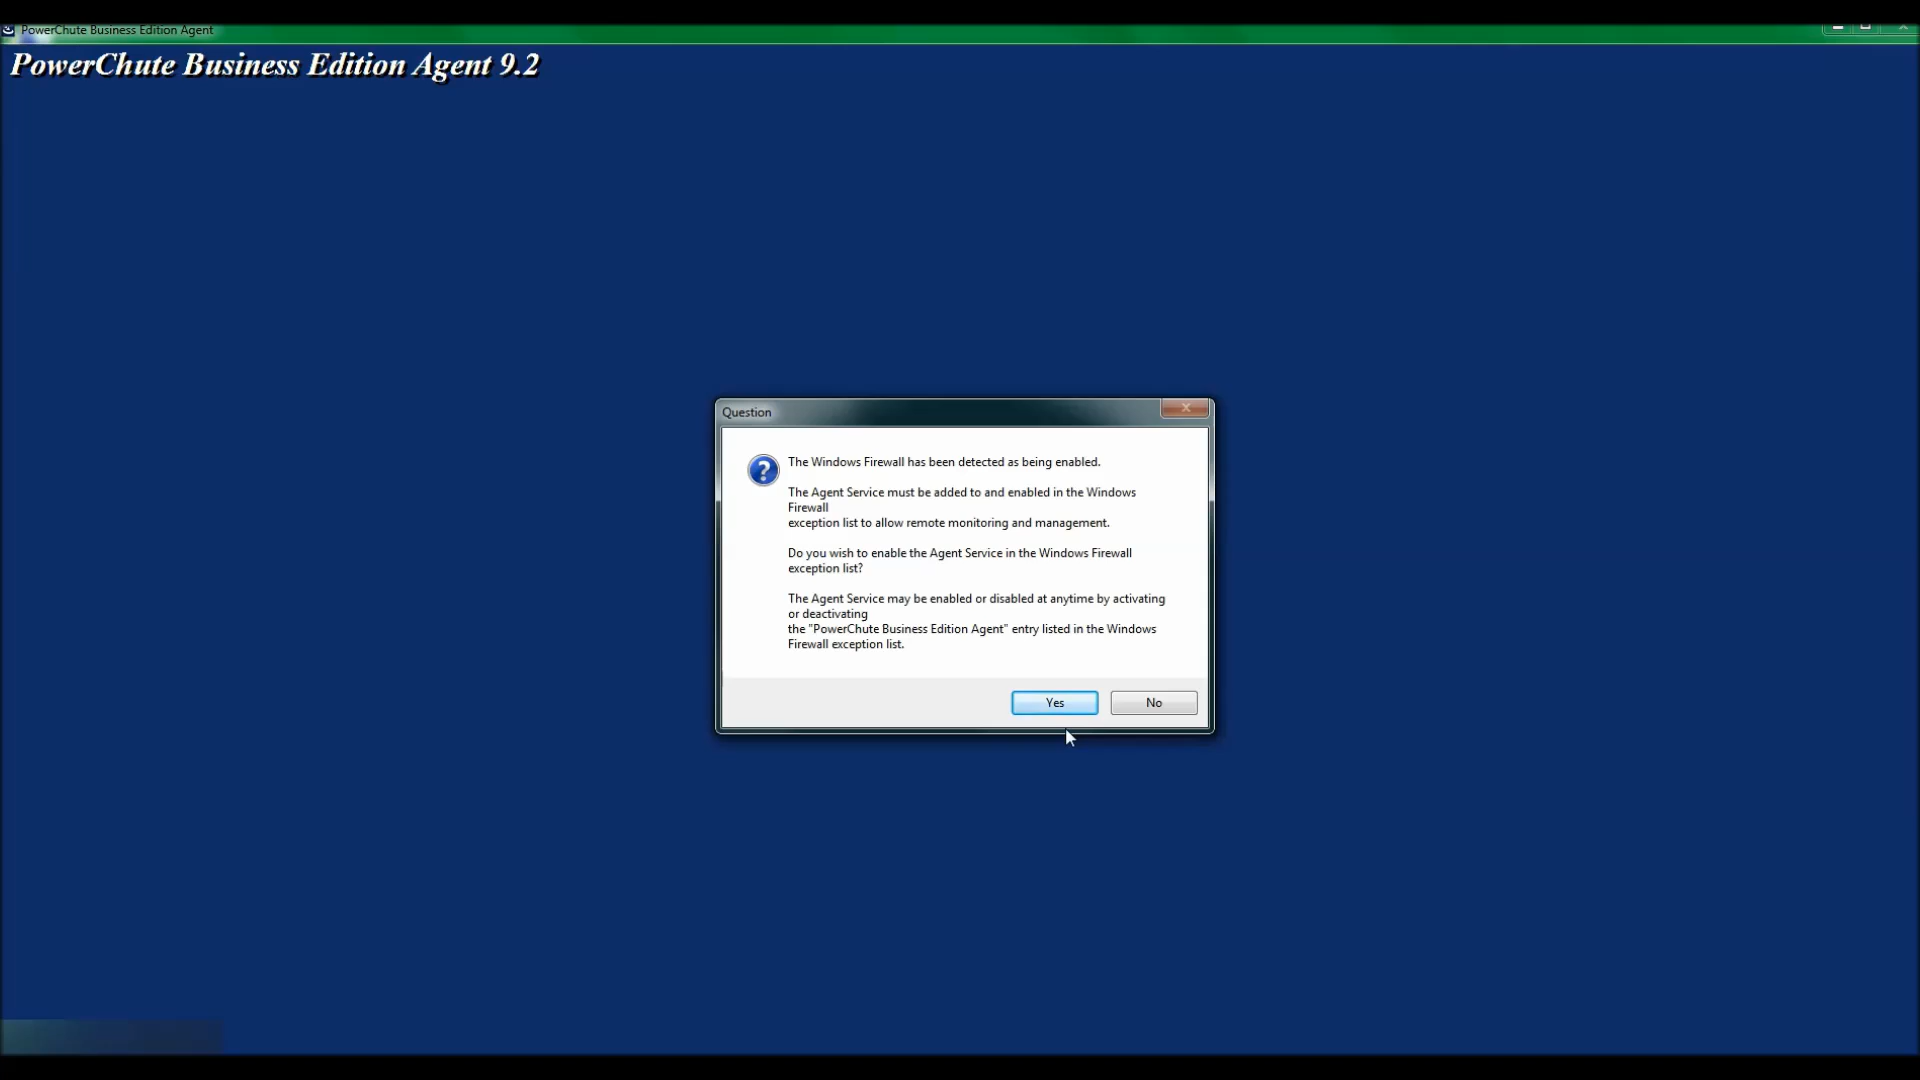 PowerChute Business Edition Agent
PowerChute Business Edition Agent 9.2
Question
The Windows Firewall has been detected as being enabled.
The Agent Service must be added to and enabled in the Windows
Firewall
exception list to allow remote monitoring and management.
Do you wish to enable the Agent Service in the Windows Firewall
exception list?
The Agent Service may be enabled or disabled at anytime by activating
or deactivating
the "PowerChute Business Edition Agent" entry listed in the Windows
Firewall exception list.
Yes
No